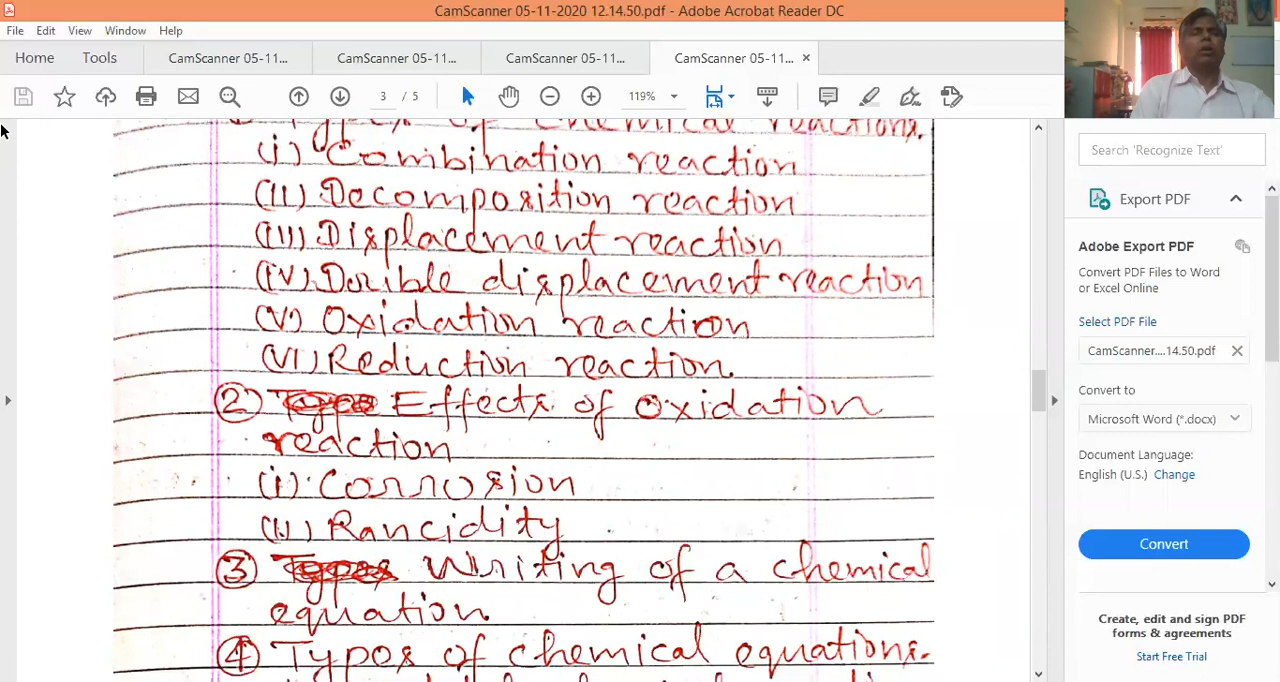 CamScanner 05-11-2020 12.14.50.pdf - Adobe Acrobat Reader DC
File Edit View Window Help
Home Tools CamScanner 05-11... CamScanner 05-11... CamScanner 05-11... CamScanner 05-11... ×
3 / 5 119%
Types of Chemical reactions.
(i) Combination reaction
(II) Decomposition reaction
(III) Displacement reaction
(IV) Double displacement reaction
(V) Oxidation reaction
(VI) Reduction reaction.
② Effects of Oxidation
reaction
(i) Corrosion
(II) Rancidity
③ Writing of a chemical
equation.
④ Types of chemical equations.
Search 'Recognize Text'
Export PDF
Adobe Export PDF
Convert PDF Files to Word
or Excel Online
Select PDF File
CamScanner....14.50.pdf
Convert to
Microsoft Word (*.docx)
Document Language:
English (U.S.) Change
Convert
Create, edit and sign PDF
forms & agreements
Start Free Trial